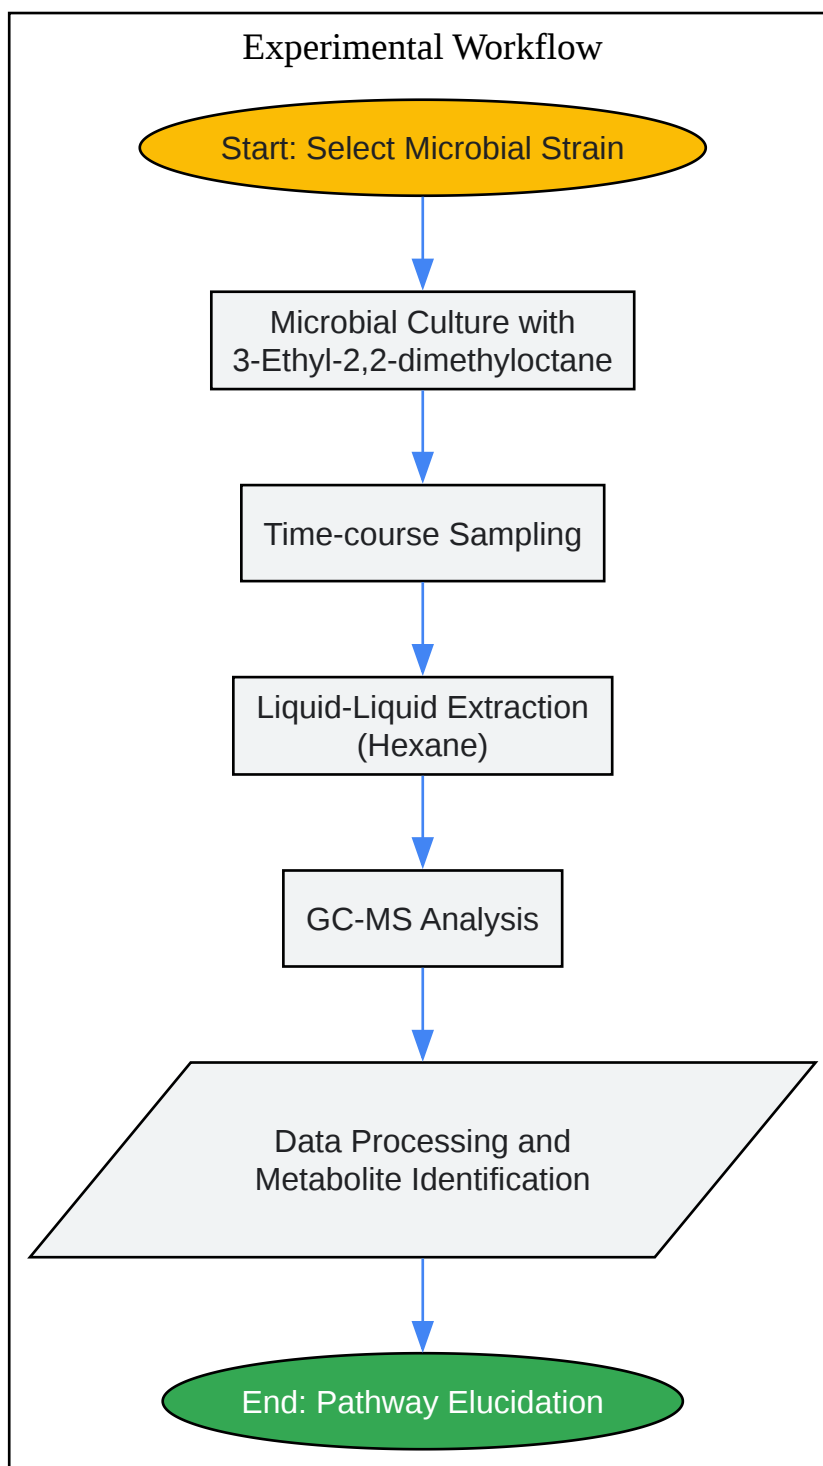 Experimental Workflow
Start: Select Microbial Strain
Microbial Culture with
3-Ethyl-2,2-dimethyloctane
Time-course Sampling
Liquid-Liquid Extraction
(Hexane)
GC-MS Analysis
Data Processing and
Metabolite Identification
End: Pathway Elucidation